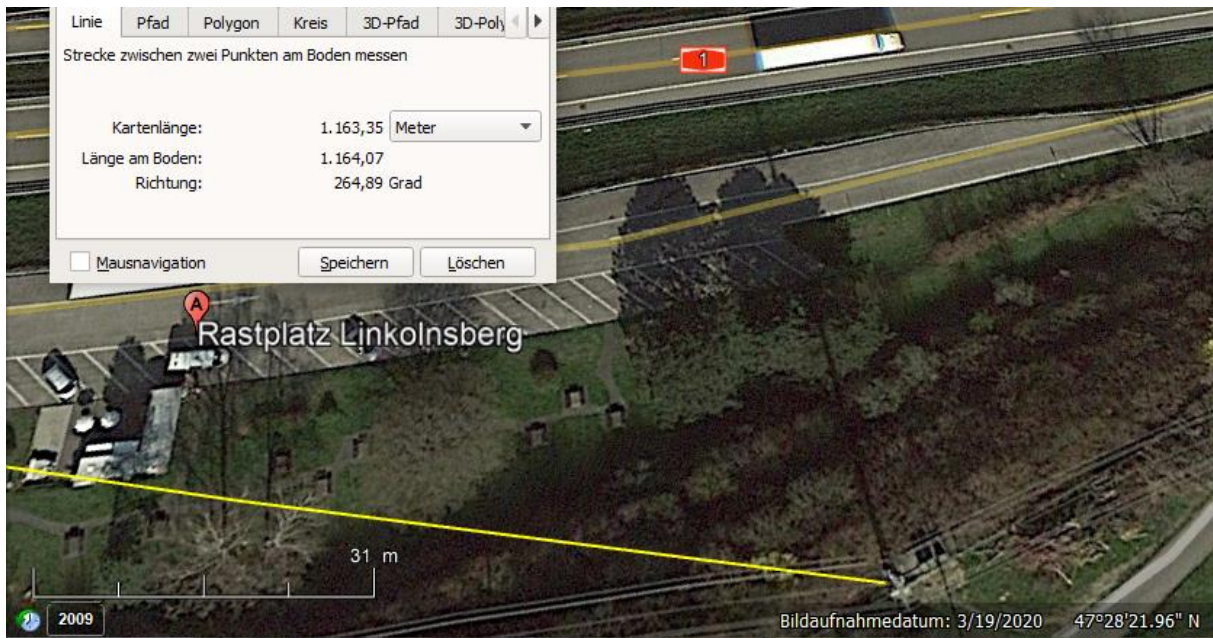 Linie Pfad Polygon Kreis 3D-Pfad 3D-Poly
Strecke zwischen zwei Punkten am Boden messen
Kartenlänge: 1.163,35 Meter
Länge am Boden: 1.164,07
Richtung: 264,89 Grad
Mausnavigation Speichern Löschen
1
A
Rastplatz Linkolnsberg
31 m
2009 Bildaufnahmedatum: 3/19/2020 47°28'21.96" N